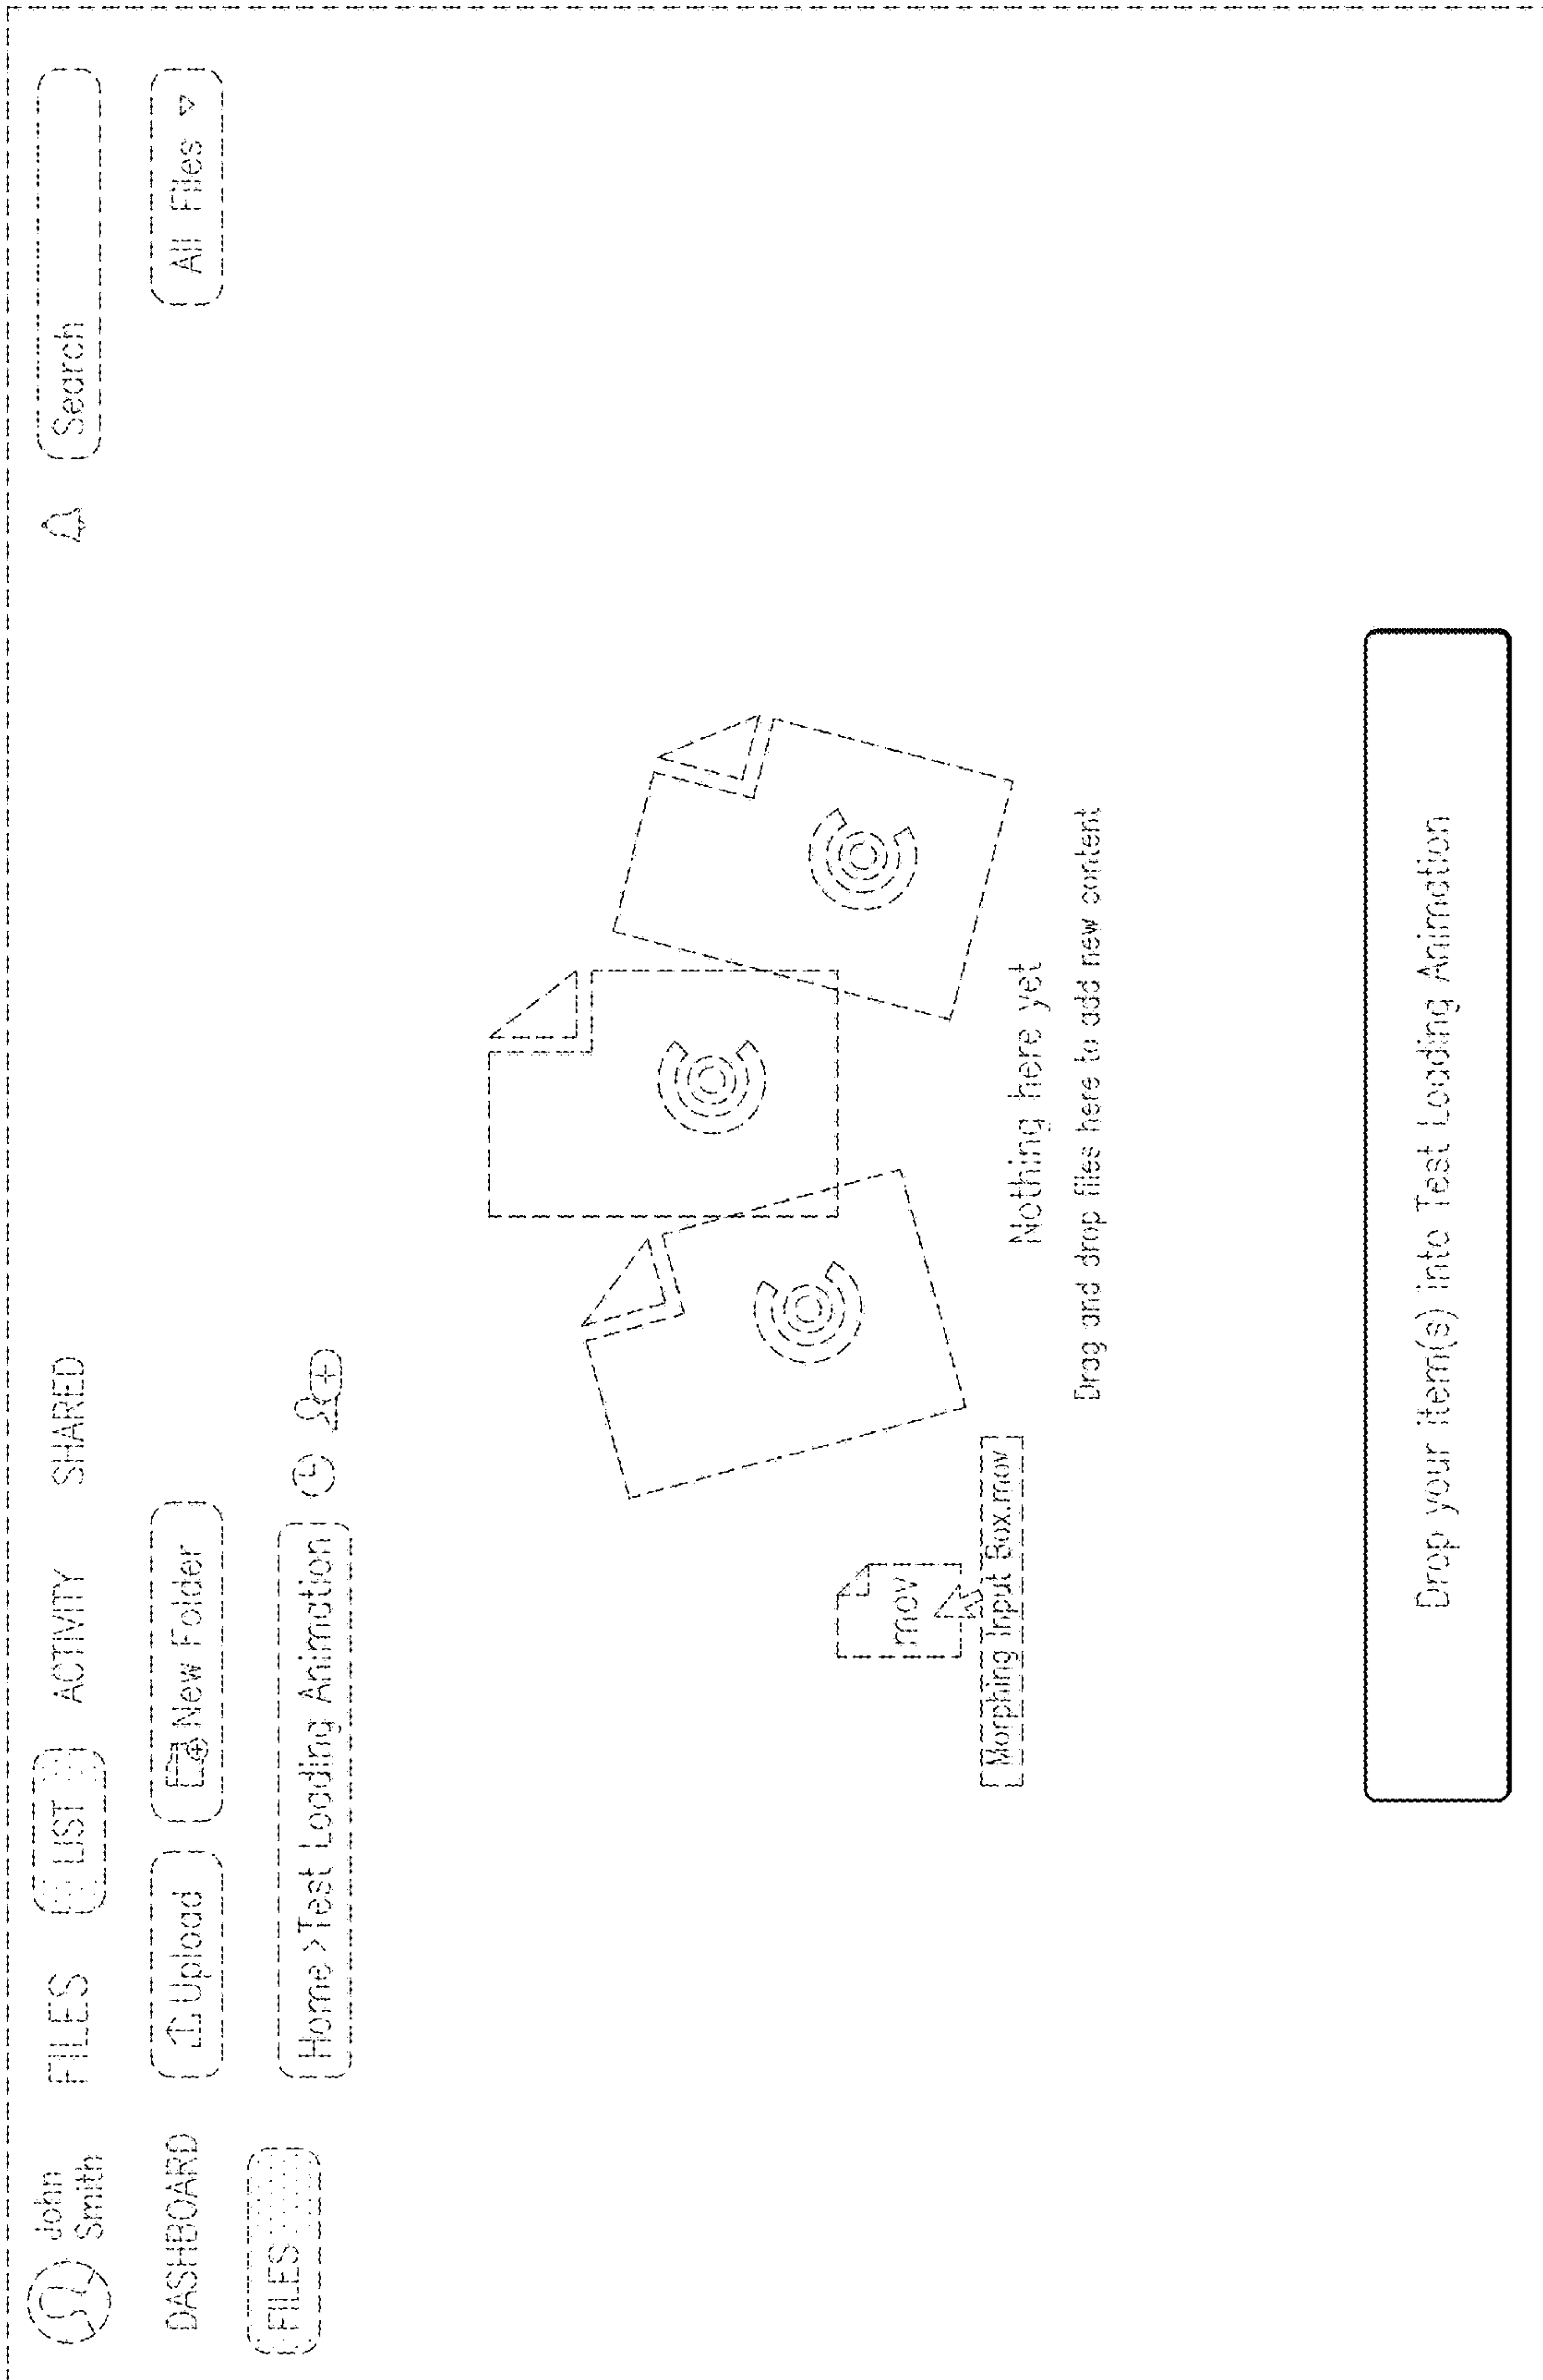 John
Smith
FILES
LIST
ACTIVITY
SHARED
Search
DASHBOARD
Upload
New Folder
All Files
FILES
Home>Test Loading Animation
mov
Morphing Input Box.mov
Nothing here yet
Drag and drop files here to add new content
Drop your item(s) into Test Loading Animation